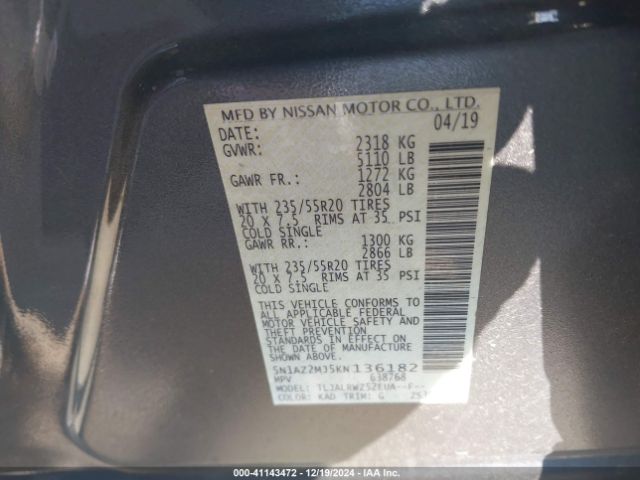 MFD BY NISSAN MOTOR CO., LTD.
DATE: 04/19
GVWR: 2318 KG
5110 LB
GAWR FR.: 1272 KG
2804 LB
WITH 235/55R20 TIRES
20 X 7.5 RIMS AT 35 PSI
COLD SINGLE
GAWR RR.: 1300 KG
2866 LB
WITH 235/55R20 TIRES
20 X 7.5 RIMS AT 35 PSI
COLD SINGLE
THIS VEHICLE CONFORMS TO
ALL APPLICABLE FEDERAL
MOTOR VEHICLE SAFETY AND
THEFT PREVENTION
STANDARDS IN EFFECT ON
THE DATE OF MANUFACTURE
SHOWN ABOVE.
5N1AZ2MJ5KN136182
MPV 638768
MODEL: TLJALRWZ52EUA--F--
COLOR: KAD TRIM: G
000-41143472 - 12/19/2024 - IAA Inc.